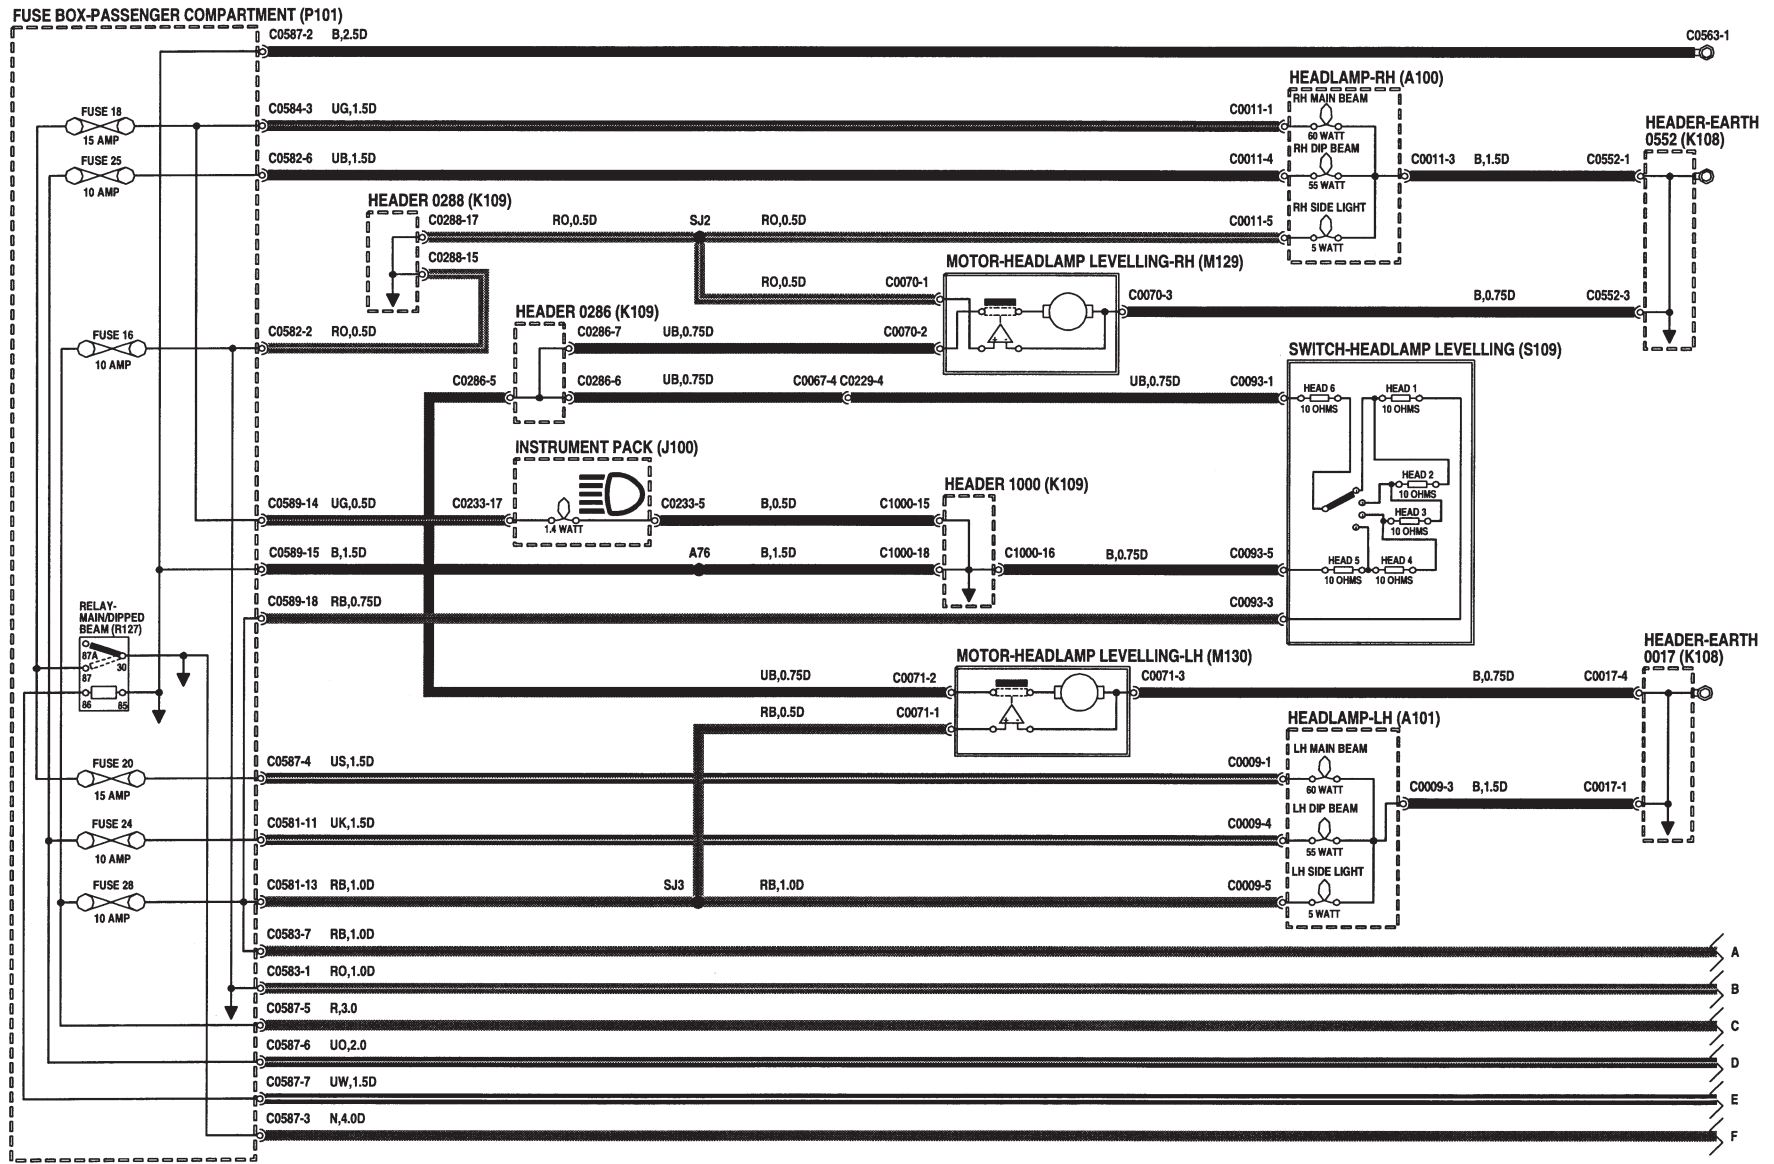 FUSE BOX-PASSENGER COMPARTMENT (P101)
C0587-2 B,2.5D
C0563-1
HEADLAMP-RH (A100)
FUSE 18
15 AMP
C0584-3 UG,1.5D
C0011-1
RH MAIN BEAM
60 WATT
HEADER-EARTH
0552 (K108)
FUSE 25
10 AMP
C0582-6 UB,1.5D
C0011-4
RH DIP BEAM
55 WATT
C0011-3 B,1.5D
C0552-1
HEADER 0288 (K109)
C0288-17
RO,0.5D
SJ2
RO,0.5D
C0011-5
RH SIDE LIGHT
5 WATT
C0288-15
MOTOR-HEADLAMP LEVELLING-RH (M129)
RO,0.5D
C0070-1
C0070-3
B,0.75D
C0552-3
HEADER 0286 (K109)
FUSE 16
10 AMP
C0582-2 RO,0.5D
C0286-7
UB,0.75D
C0070-2
SWITCH-HEADLAMP LEVELLING (S109)
C0286-5
C0286-6
UB,0.75D
C0067-4 C0229-4
UB,0.75D
C0093-1
HEAD 6
10 OHMS
HEAD 1
10 OHMS
HEAD 2
10 OHMS
HEAD 3
10 OHMS
HEAD 5
10 OHMS
HEAD 4
10 OHMS
INSTRUMENT PACK (J100)
HEADER 1000 (K109)
C0589-14 UG,0.5D
C0233-17
1.4 WATT
C0233-5
B,0.5D
C1000-15
C0589-15 B,1.5D
A76
B,1.5D
C1000-18
C1000-16
B,0.75D
C0093-5
C0589-18 RB,0.75D
C0093-3
RELAY-
MAIN/DIPPED
BEAM (R127)
87A
30
87
86
85
MOTOR-HEADLAMP LEVELLING-LH (M130)
HEADER-EARTH
0017 (K108)
UB,0.75D
C0071-2
C0071-3
B,0.75D
C0017-4
RB,0.5D
C0071-1
HEADLAMP-LH (A101)
FUSE 20
15 AMP
C0587-4 US,1.5D
C0009-1
LH MAIN BEAM
60 WATT
C0009-3 B,1.5D
C0017-1
FUSE 24
10 AMP
C0581-11 UK,1.5D
C0009-4
LH DIP BEAM
55 WATT
FUSE 28
10 AMP
C0581-13 RB,1.0D
SJ3
RB,1.0D
C0009-5
LH SIDE LIGHT
5 WATT
C0583-7 RB,1.0D
A
C0583-1 RO,1.0D
B
C0587-5 R,3.0
C
C0587-6 UO,2.0
D
C0587-7 UW,1.5D
E
C0587-3 N,4.0D
F